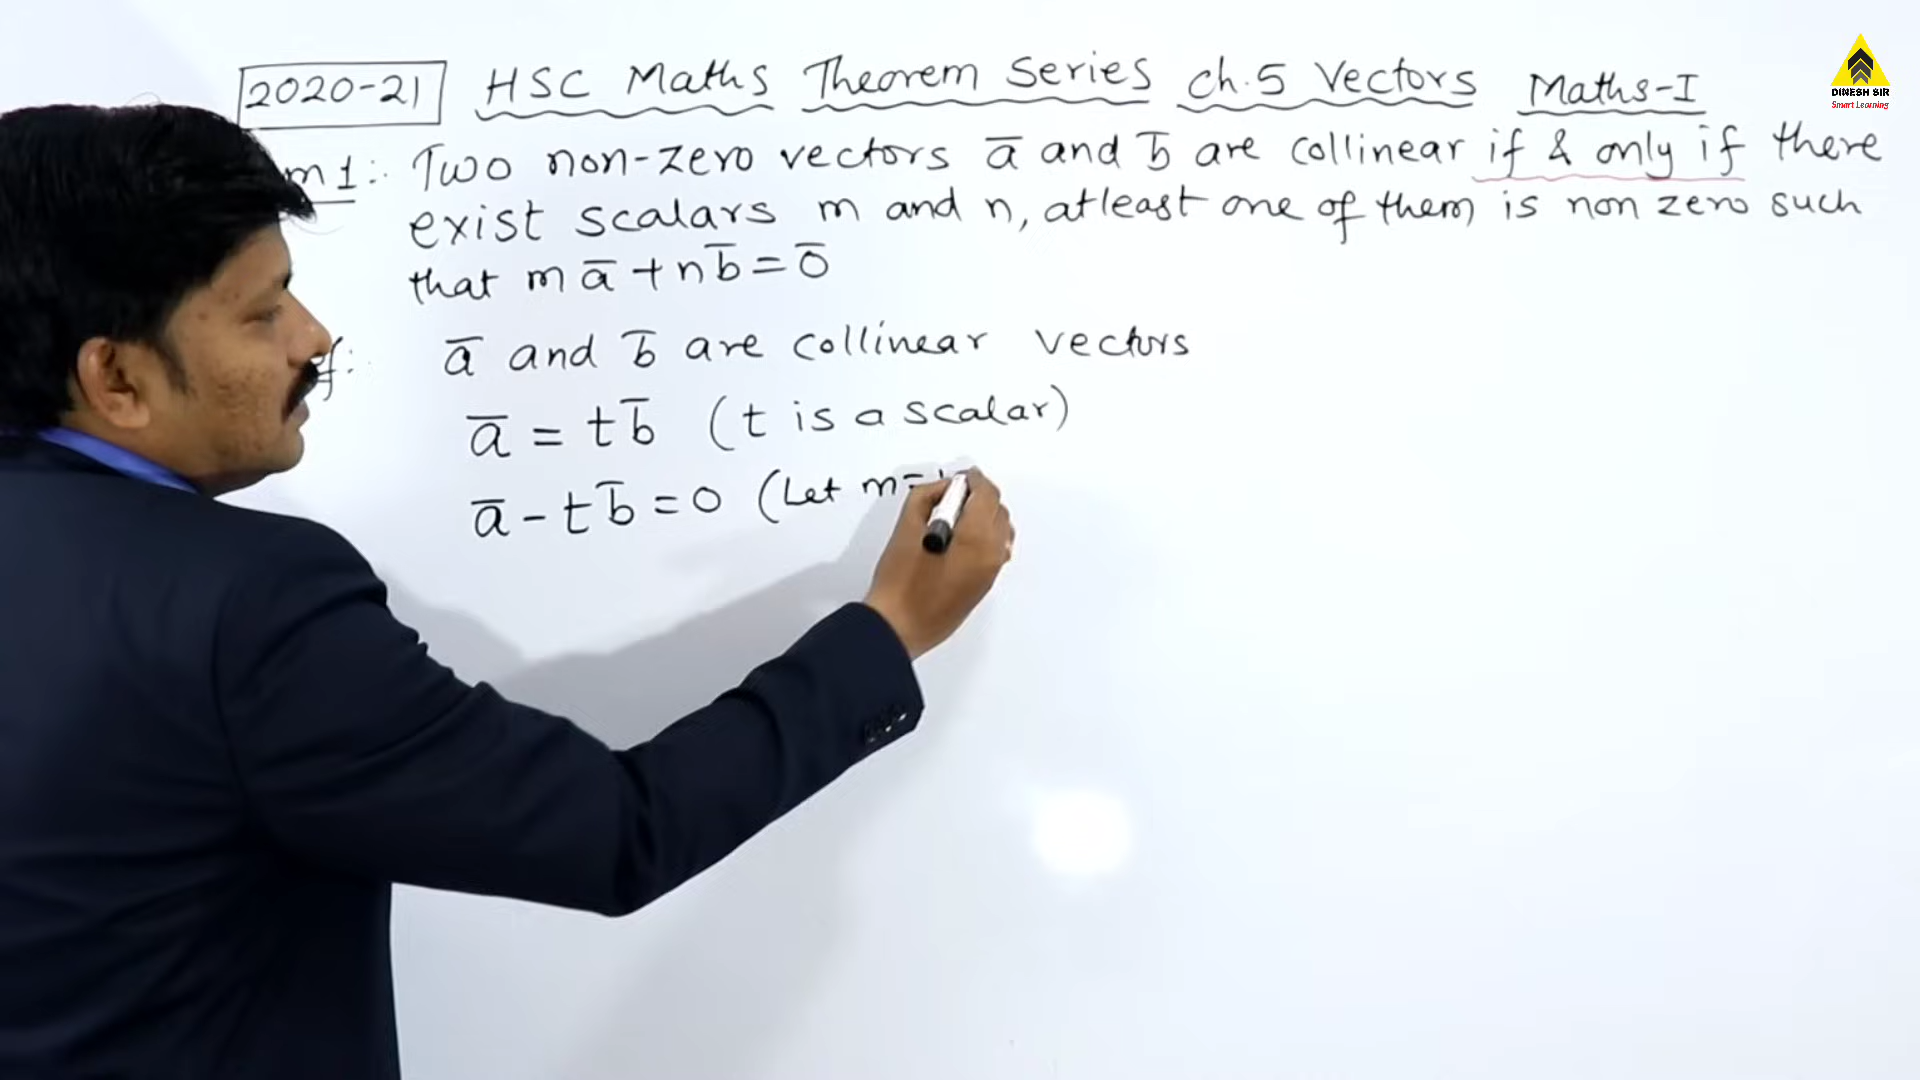 2020-21 HSC Maths Theorem Series Ch.5 Vectors Maths-I
DINESH SIR
Smart Learning
m 1:- Two non-zero vectors a̅ and b̅ are collinear if & only if there
exist scalars m and n, atleast one of them is non zero such
that m a̅ + n b̅ = 0̅
f:- a̅ and b̅ are collinear vectors
a̅ = t b̅ (t is a scalar)
a̅ - t b̅ = 0 (Let m =